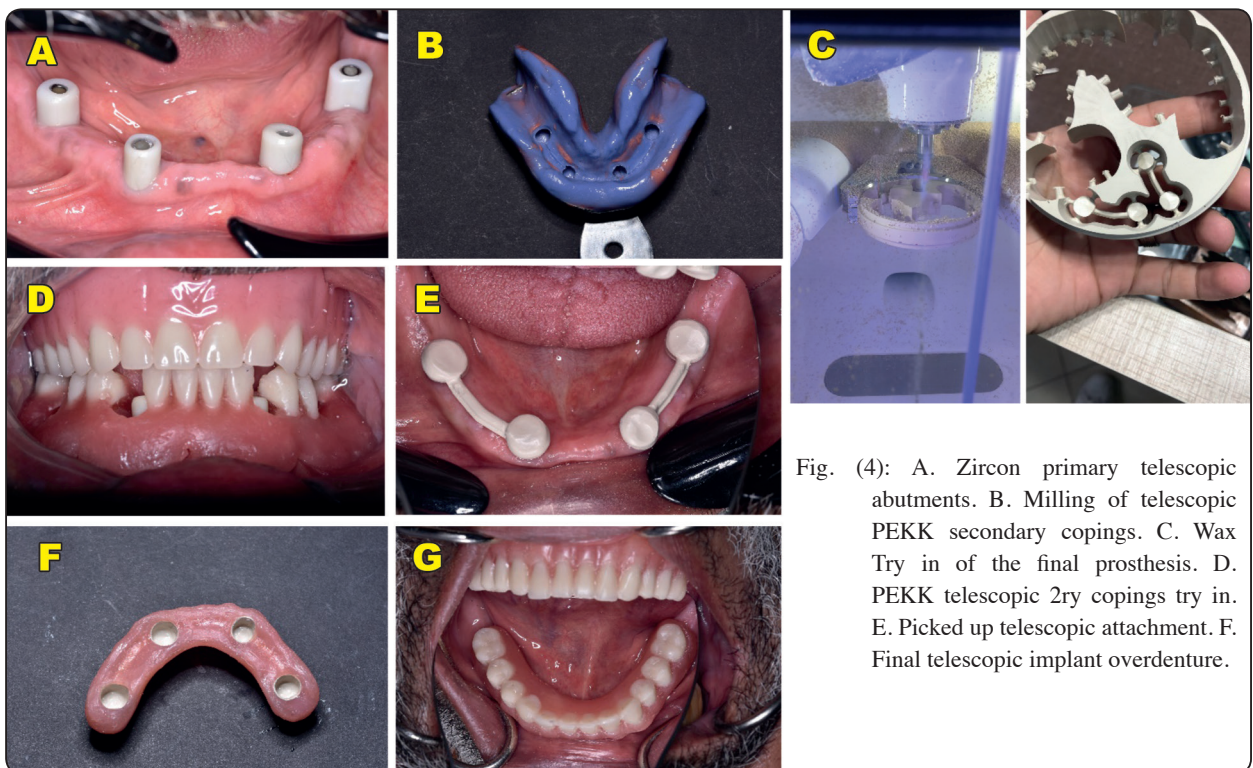 A
B
C
D
E
F
G
Fig. (4): A. Zircon primary telescopic
abutments. B. Milling of telescopic
PEKK secondary copings. C. Wax
Try in of the final prosthesis. D.
PEKK telescopic 2ry copings try in.
E. Picked up telescopic attachment. F.
Final telescopic implant overdenture.